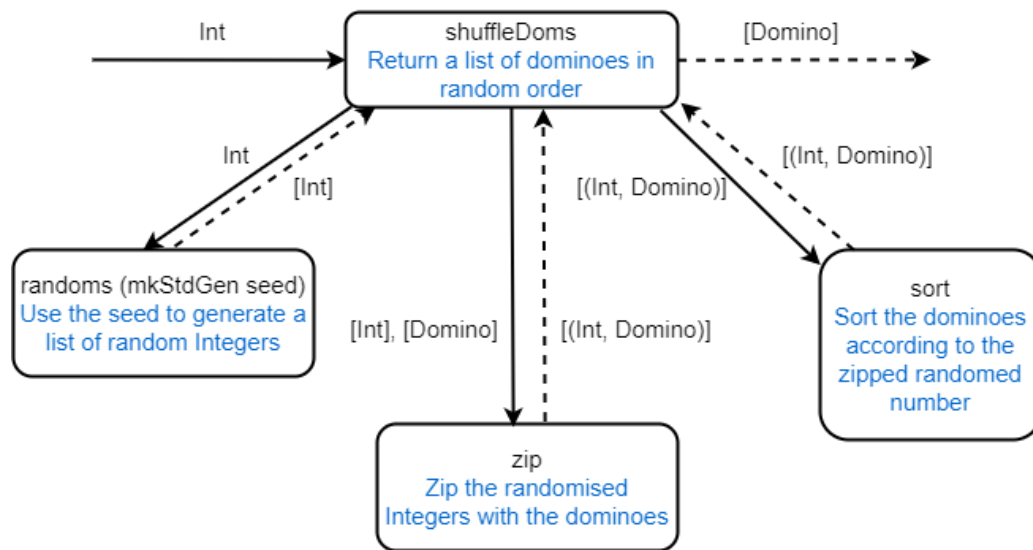 Int
shuffleDoms
Return a list of dominoes in
random order
[Domino]
Int
[Int]
[(Int, Domino)]
[(Int, Domino)]
randoms (mkStdGen seed)
Use the seed to generate a
list of random Integers
[Int], [Domino]
[(Int, Domino)]
sort
Sort the dominoes
according to the
zipped randomed
number
zip
Zip the randomised
Integers with the dominoes